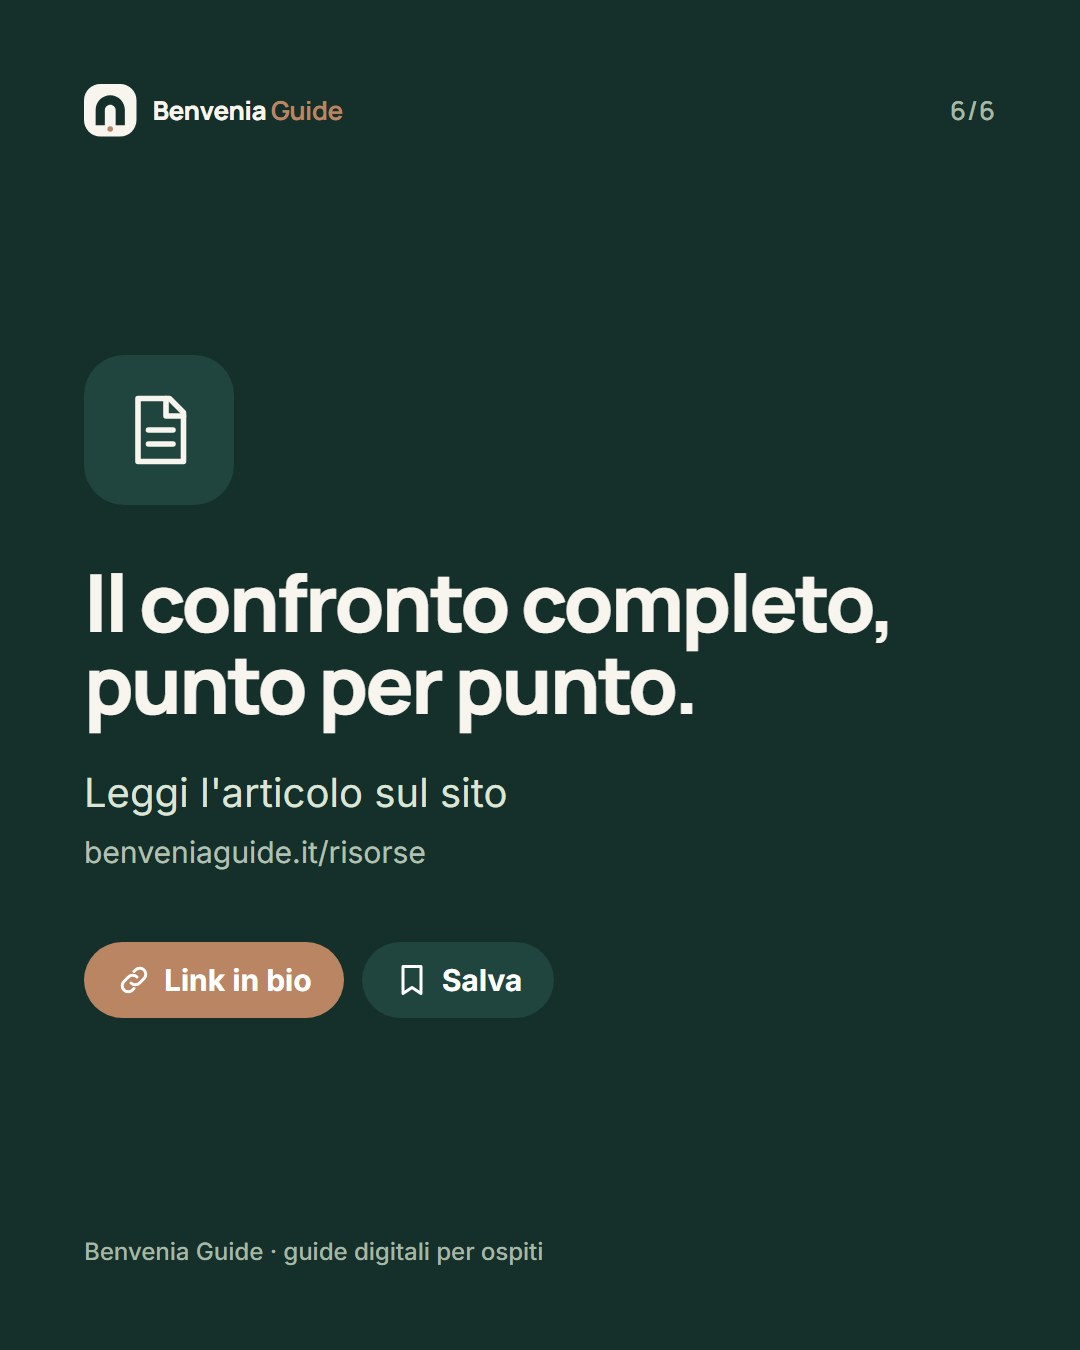 Benvenia Guide
6/6
Il confronto completo,
punto per punto.
Leggi l'articolo sul sito
benveniaguide.it/risorse
Link in bio
Salva
Benvenia Guide · guide digitali per ospiti